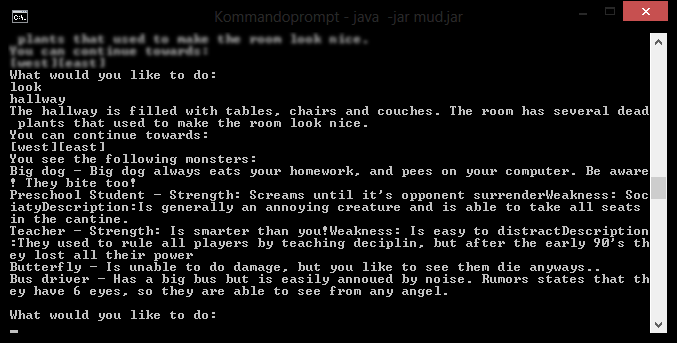 Kommandoprompt - java -jar mud.jar
plants that used to make the room look nice.
You can continue towards:
[west][east]
What would you like to do:
look
hallway
The hallway is filled with tables, chairs and couches. The room has several dead
plants that used to make the room look nice.
You can continue towards:
[west][east]
You see the following monsters:
Big dog - Big dog always eats your homework, and pees on your computer. Be aware
! They bite too!
Preschool Student - Strength: Screams until it's opponent surrenderWeakness: Soc
iatyDescription:Is generally an annoying creature and is able to take all seats
in the cantine.
Teacher - Strength: Is smarter than you!Weakness: Is easy to distractDescription
:They used to rule all players by teaching deciplin, but after the early 90's th
ey lost all their power
Butterfly - Is unable to do damage, but you like to see them die anyways..
Bus driver - Has a big bus but is easily annoued by noise. Rumors states that th
ey have 6 eyes, so they are able to see from any angel.
What would you like to do: